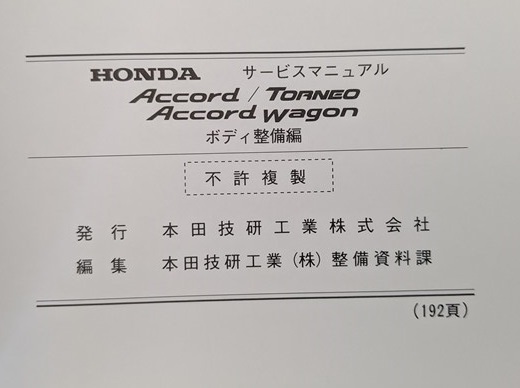 HONDA サービスマニュアル
Accord / TORNEO
Accord Wagon
ボディ整備編
不許複製
発行 本田技研工業株式会社
編集 本田技研工業(株)整備資料課
(192頁)